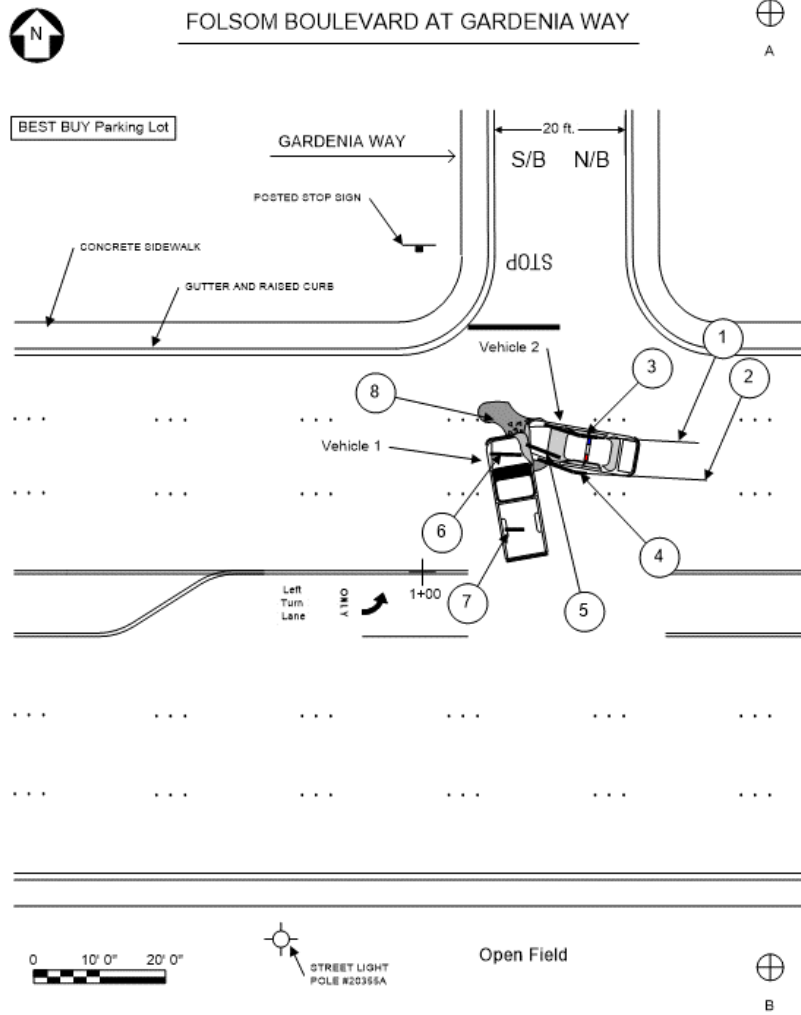 FOLSOM BOULEVARD AT GARDENIA WAY
N
A
BEST BUY Parking Lot
20 ft.
GARDENIA WAY
S/B N/B
POSTED STOP SIGN
CONCRETE SIDEWALK
STOP
GUTTER AND RAISED CURB
1
Vehicle 2
3
2
8
Vehicle 1
6
4
Left
Turn
Lane
ONLY
1+00
7
5
Open Field
0 10' 0" 20' 0"
STREET LIGHT
POLE #20355A
B